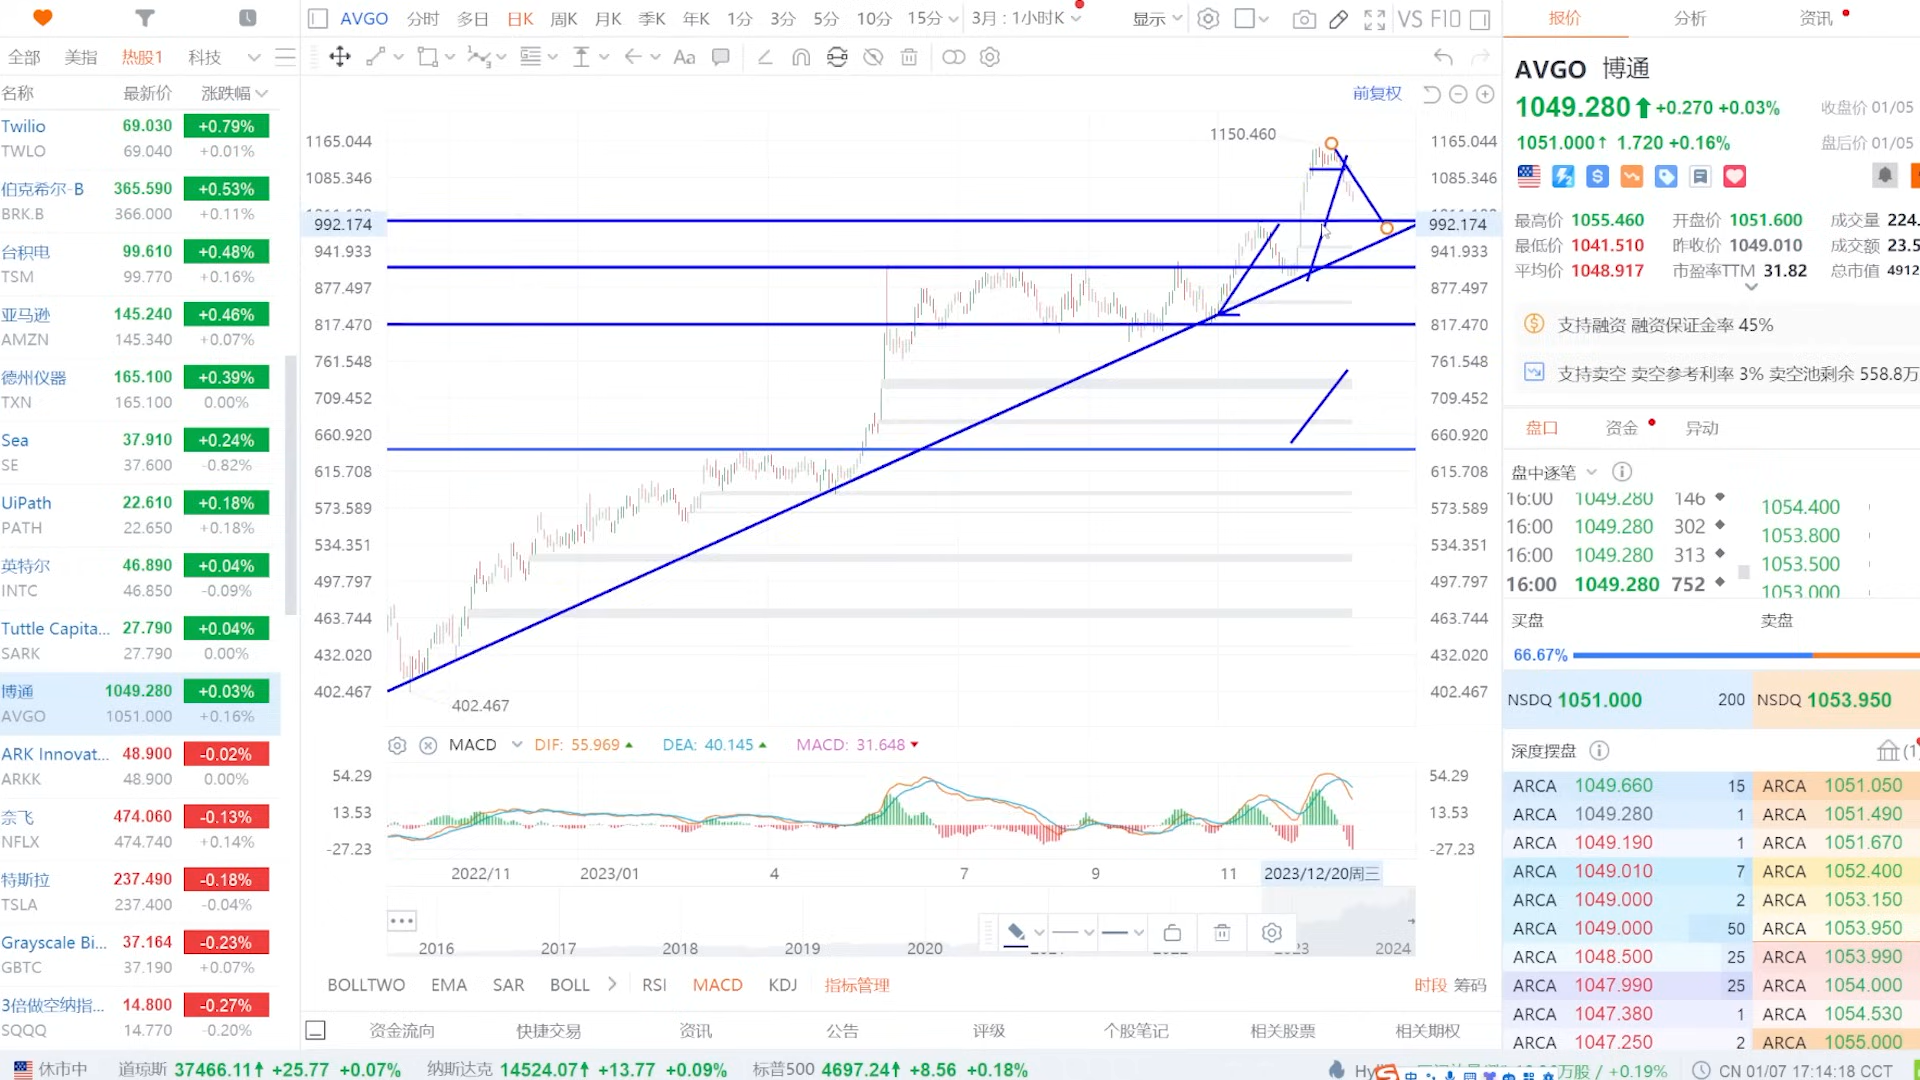 AVGO 分时 多日 日K 周K 月K 季K 年K 1分 3分 5分 10分 15分 3月 : 1小时K 显示 VS F10
报价 分析 资讯
全部 美指 热股1 科技
Aa
名称 最新价 涨跌幅
Twilio 69.030 +0.79%
TWLO 69.040 +0.01%
伯克希尔-B 365.590 +0.53%
BRK.B 366.000 +0.11%
台积电 99.610 +0.48%
TSM 99.770 +0.16%
亚马逊 145.240 +0.46%
AMZN 145.340 +0.07%
德州仪器 165.100 +0.39%
TXN 165.100 0.00%
Sea 37.910 +0.24%
SE 37.600 -0.82%
UiPath 22.610 +0.18%
PATH 22.650 +0.18%
英特尔 46.890 +0.04%
INTC 46.850 -0.09%
Tuttle Capita... 27.790 +0.04%
SARK 27.790 0.00%
博通 1049.280 +0.03%
AVGO 1051.000 +0.16%
ARK Innovat... 48.900 -0.02%
ARKK 48.900 0.00%
奈飞 474.060 -0.13%
NFLX 474.740 +0.14%
特斯拉 237.490 -0.18%
TSLA 237.400 -0.04%
Grayscale Bi... 37.164 -0.23%
GBTC 37.190 +0.07%
3倍做空纳指... 14.800 -0.27%
SQQQ 14.770 -0.20%
前复权
1150.460
1165.044 1165.044
1085.346 1085.346
992.174 992.174
941.933 941.933
877.497 877.497
817.470 817.470
761.548 761.548
709.452 709.452
660.920 660.920
615.708 615.708
573.589 573.589
534.351 534.351
497.797 497.797
463.744 463.744
432.020 432.020
402.467 402.467
402.467
MACD DIF: 55.969 DEA: 40.145 MACD: 31.648
54.29 54.29
13.53 13.53
-27.23 -27.23
2022/11 2023/01 4 7 9 11 2023/12/20周三
2016 2017 2018 2019 2020 2024
BOLLTWO EMA SAR BOLL RSI MACD KDJ 指标管理 时段 筹码
资金流向 快捷交易 资讯 公告 评级 个股笔记 相关股票 相关期权
AVGO 博通
1049.280 +0.270 +0.03% 收盘价 01/05
1051.000↑ 1.720 +0.16% 盘后价 01/05
最高价 1055.460 开盘价 1051.600 成交量 224.
最低价 1041.510 昨收价 1049.010 成交额 23.5
平均价 1048.917 市盈率TTM 31.82 总市值 4912
支持融资 融资保证金率 45%
支持卖空 卖空参考利率 3% 卖空池剩余 558.8万
盘口 资金 异动
盘中逐笔
16:00 1049.280 146 1054.400
16:00 1049.280 302 1053.800
16:00 1049.280 313 1053.500
16:00 1049.280 752 1053.000
买盘 卖盘
66.67%
NSDQ 1051.000 200 NSDQ 1053.950
深度摆盘 (1
ARCA 1049.660 15 ARCA 1051.050
ARCA 1049.280 1 ARCA 1051.490
ARCA 1049.190 1 ARCA 1051.670
ARCA 1049.010 7 ARCA 1052.400
ARCA 1049.000 2 ARCA 1053.150
ARCA 1049.000 50 ARCA 1053.950
ARCA 1048.500 25 ARCA 1053.990
ARCA 1047.990 25 ARCA 1054.000
ARCA 1047.380 1 ARCA 1054.530
ARCA 1047.250 2 ARCA 1055.000
休市中 道琼斯 37466.11↑ +25.77 +0.07% 纳斯达克 14524.07↑ +13.77 +0.09% 标普500 4697.24↑ +8.56 +0.18% Hy 万股 / +0.19% CN 01/07 17:14:18 CCT